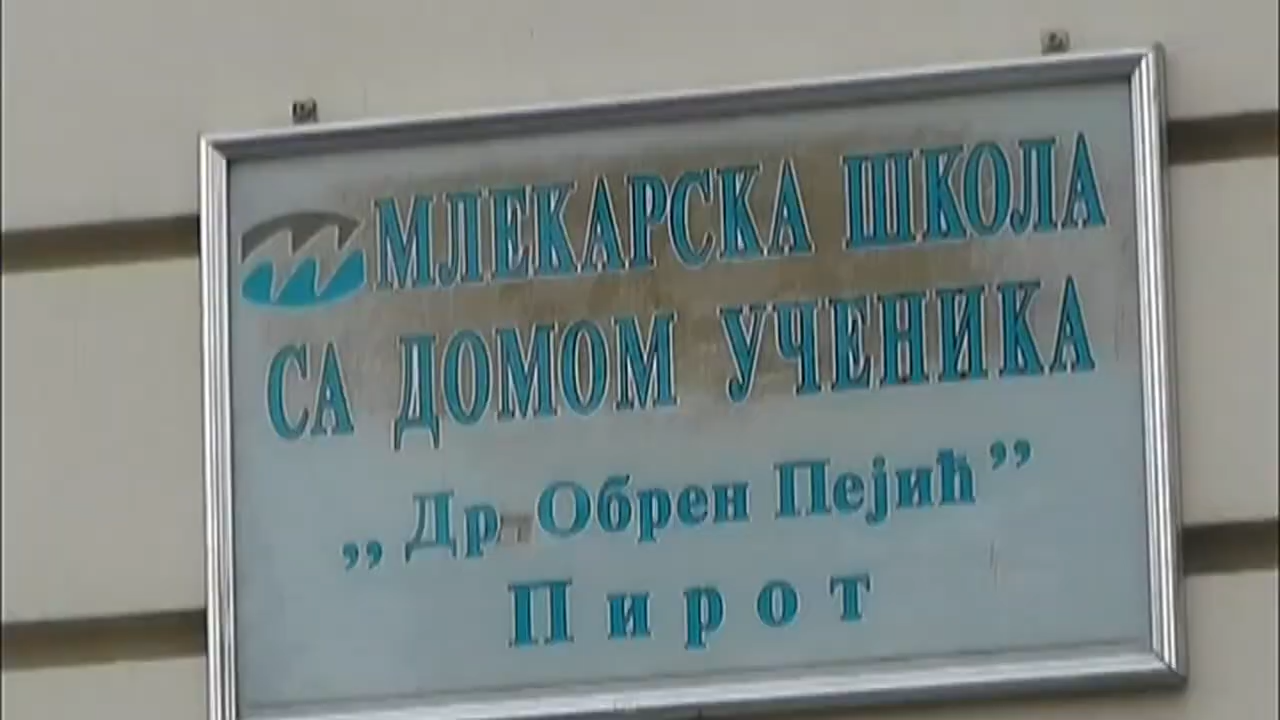 МЛЕКАРСКА ШКОЛА
СА ДОМОМ УЧЕНИКА
,, Др Обрен Пејић ”
Пирот